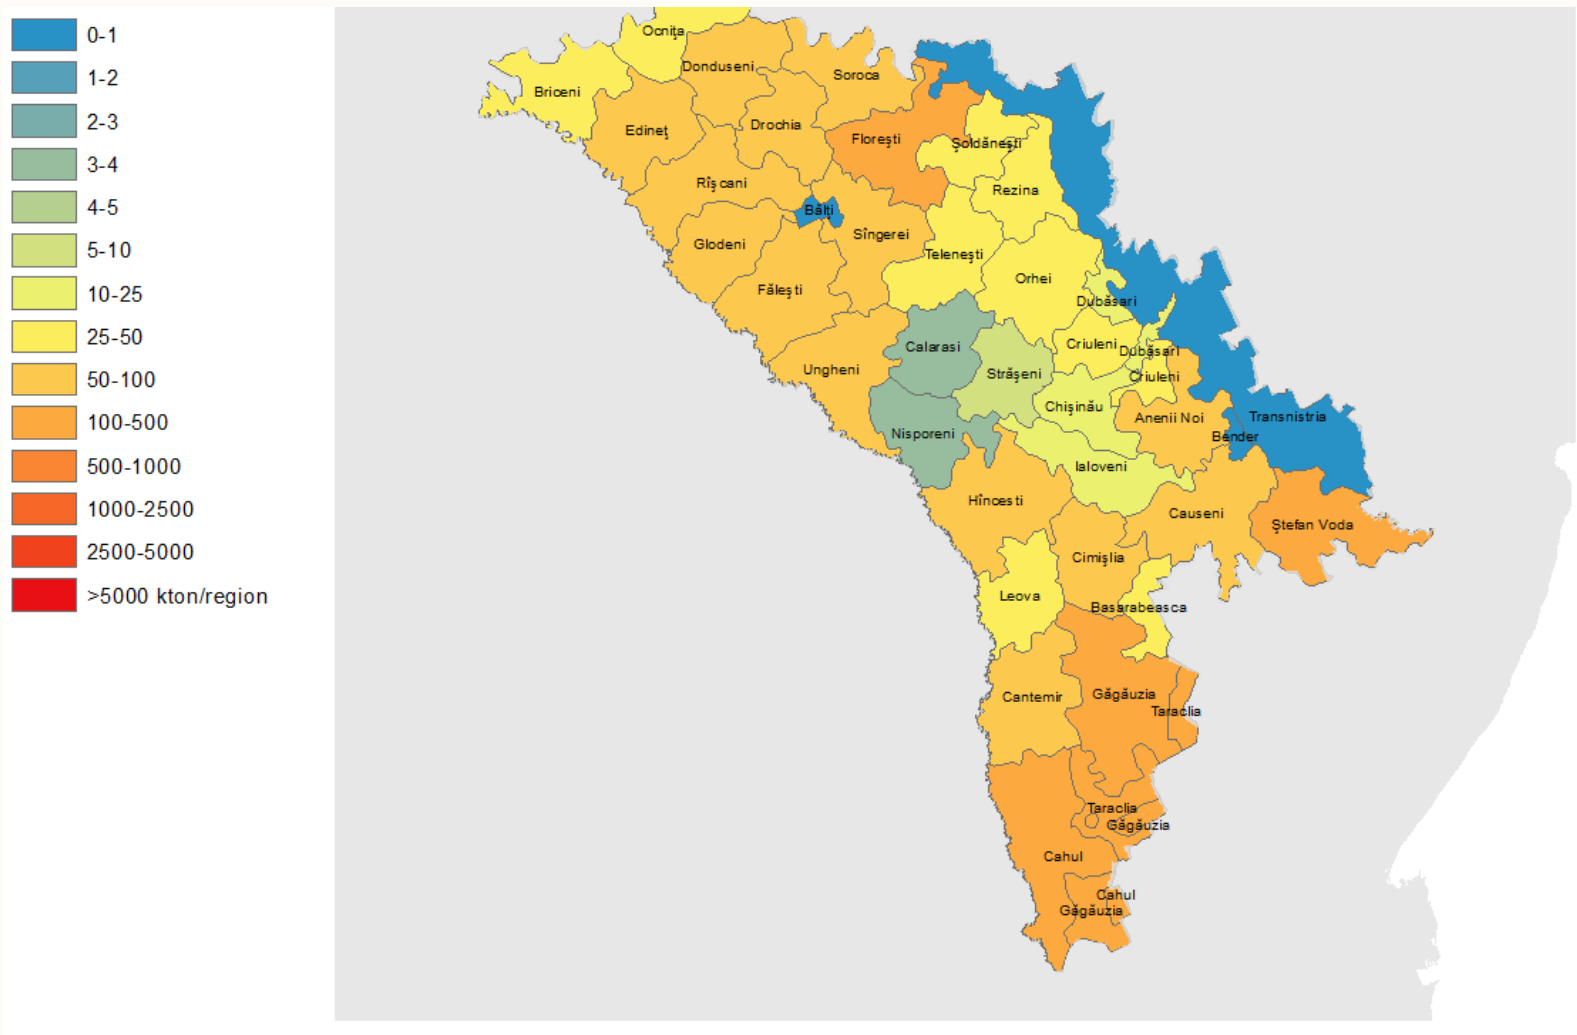 0-1
1-2
2-3
3-4
4-5
5-10
10-25
25-50
50-100
100-500
500-1000
1000-2500
2500-5000
>5000 kton/region
Ocniţa
Donduseni
Soroca
Briceni
Edineţ
Drochia
Floreşti
Şoldăneşti
Rîşcani
Rezina
Bălţi
Sîngerei
Glodeni
Teleneşti
Orhei
Făleşti
Dubăsari
Calarasi
Criuleni
Dubăsari
Ungheni
Străşeni
Criuleni
Chişinău
Anenii Noi
Transnistria
Nisporeni
Bender
Ialoveni
Hîncesti
Causeni
Ştefan Voda
Cimişlia
Leova
Basarabeasca
Cantemir
Găgăuzia
Taraclia
Taraclia
Găgăuzia
Cahul
Cahul
Găgăuzia